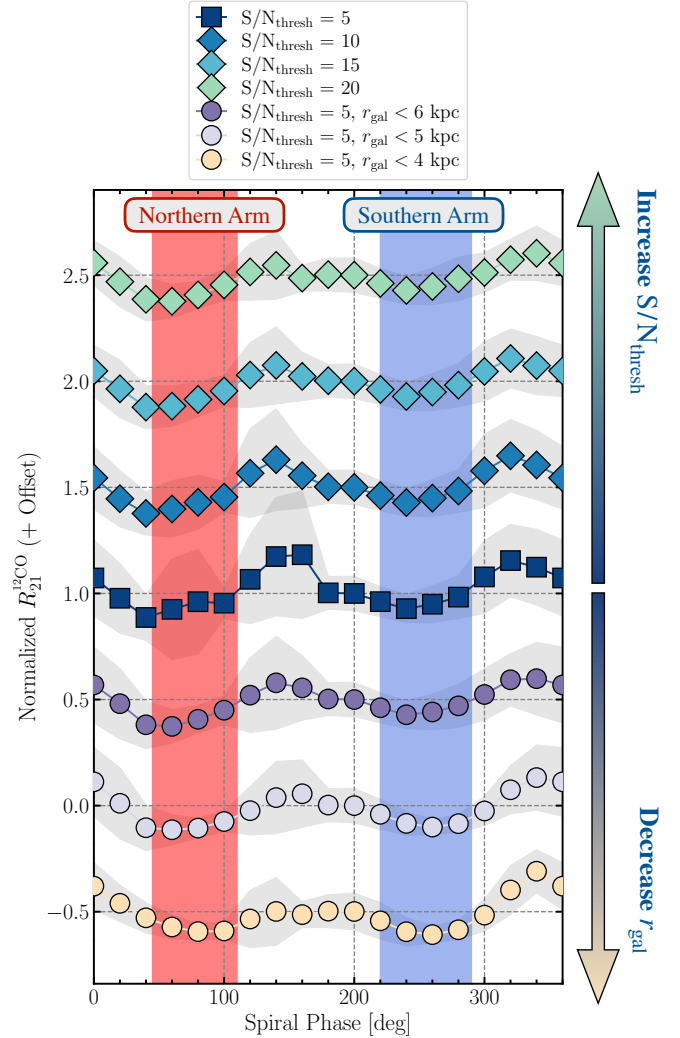 S/N_thresh = 5
S/N_thresh = 10
S/N_thresh = 15
S/N_thresh = 20
S/N_thresh = 5, r_gal < 6 kpc
S/N_thresh = 5, r_gal < 5 kpc
S/N_thresh = 5, r_gal < 4 kpc
Northern Arm
Southern Arm
2.5
2.0
1.5
1.0
0.5
0.0
−0.5
Normalized R_21^12CO (+ Offset)
0
100
200
300
Spiral Phase [deg]
Increase S/N_thresh
Decrease r_gal